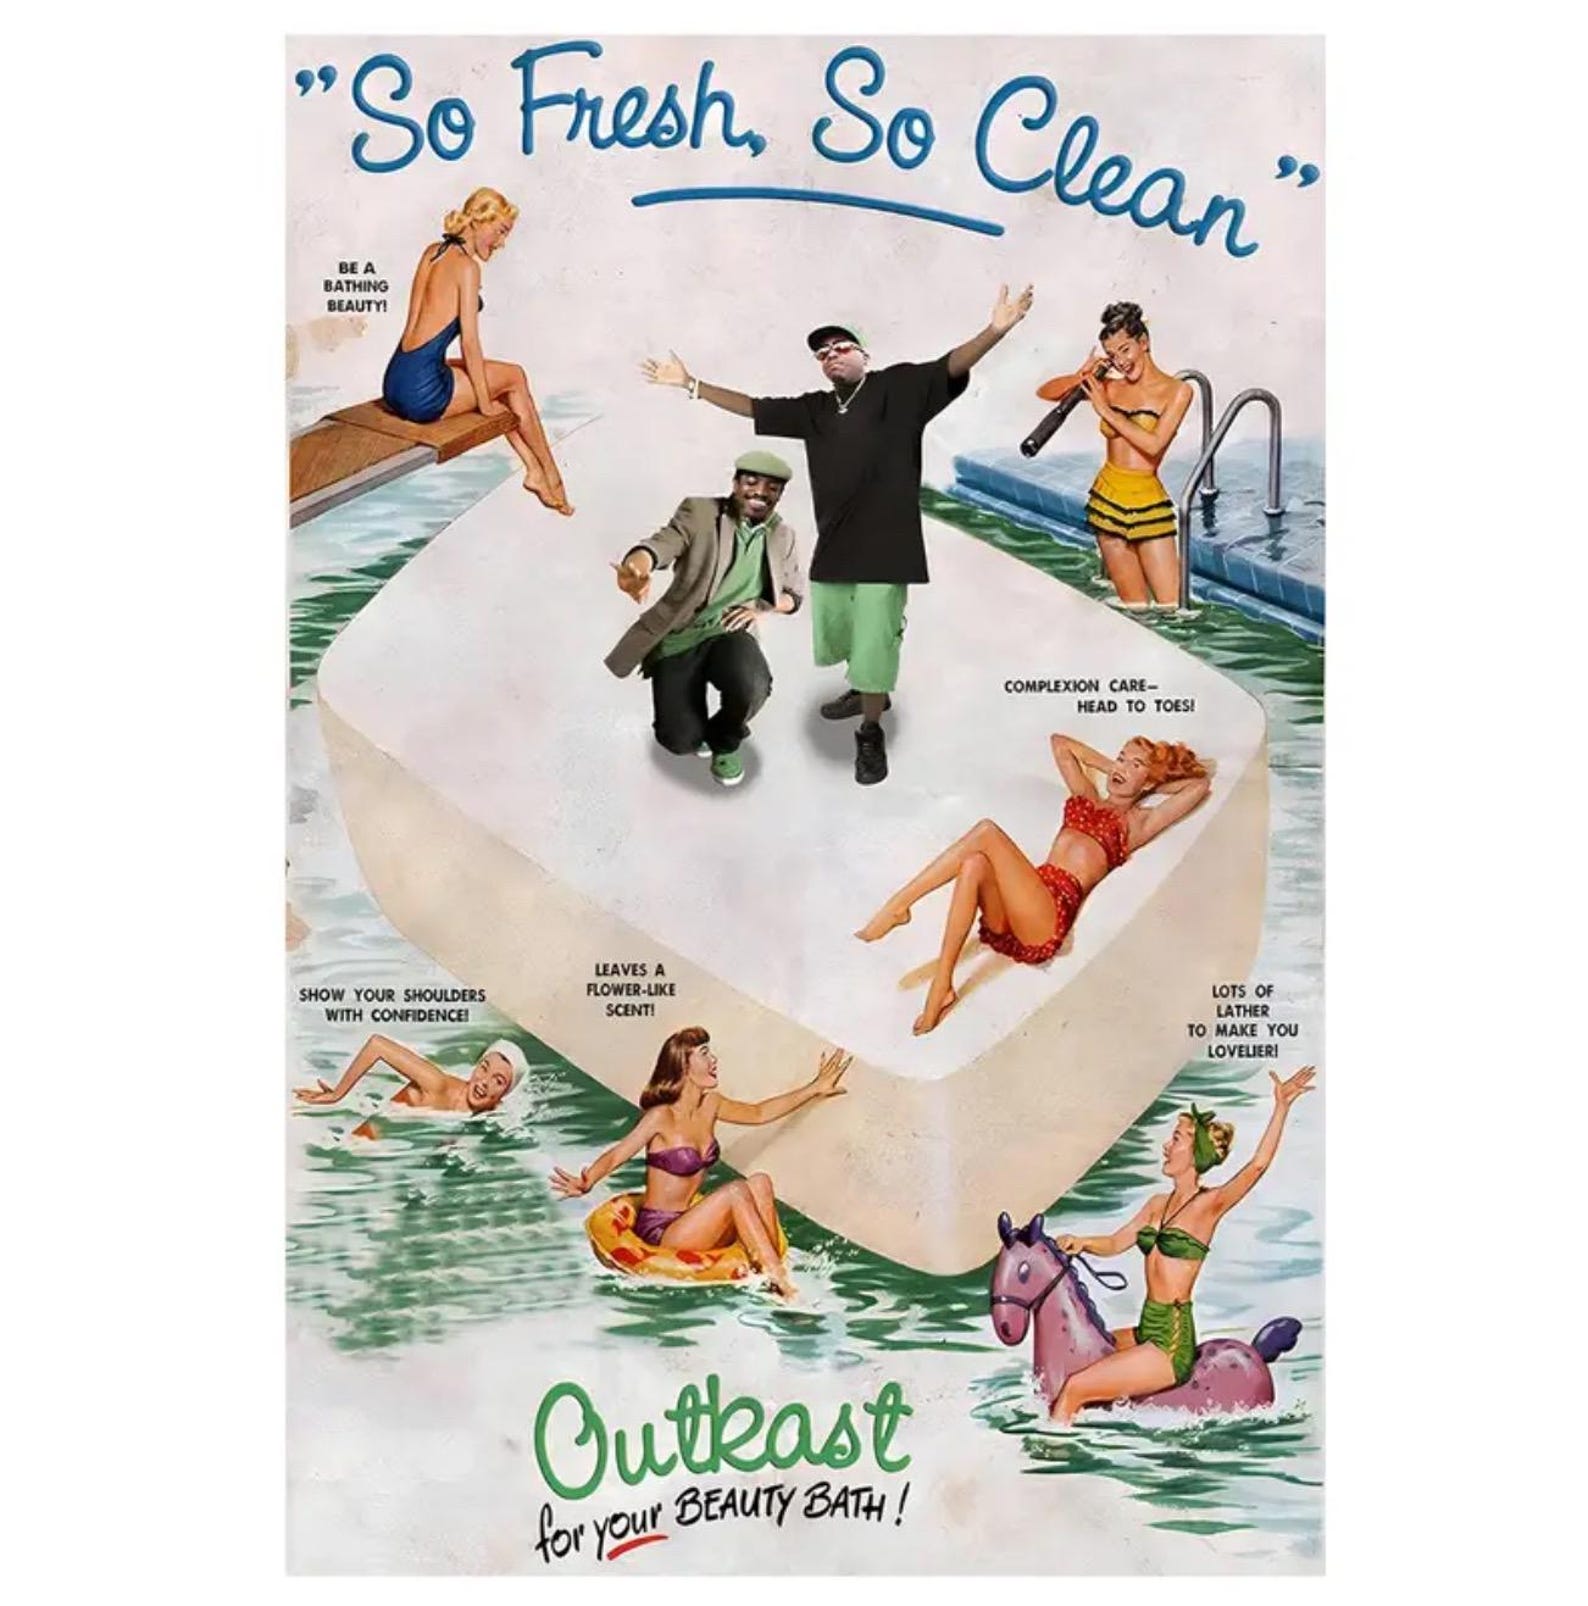 ”So Fresh, So Clean”
BE A
BATHING
BEAUTY!
COMPLEXION CARE—
HEAD TO TOES!
LEAVES A
FLOWER-LIKE
SCENT!
SHOW YOUR SHOULDERS
WITH CONFIDENCE!
LOTS OF
LATHER
TO MAKE YOU
LOVELIER!
Outkast
for your BEAUTY BATH!